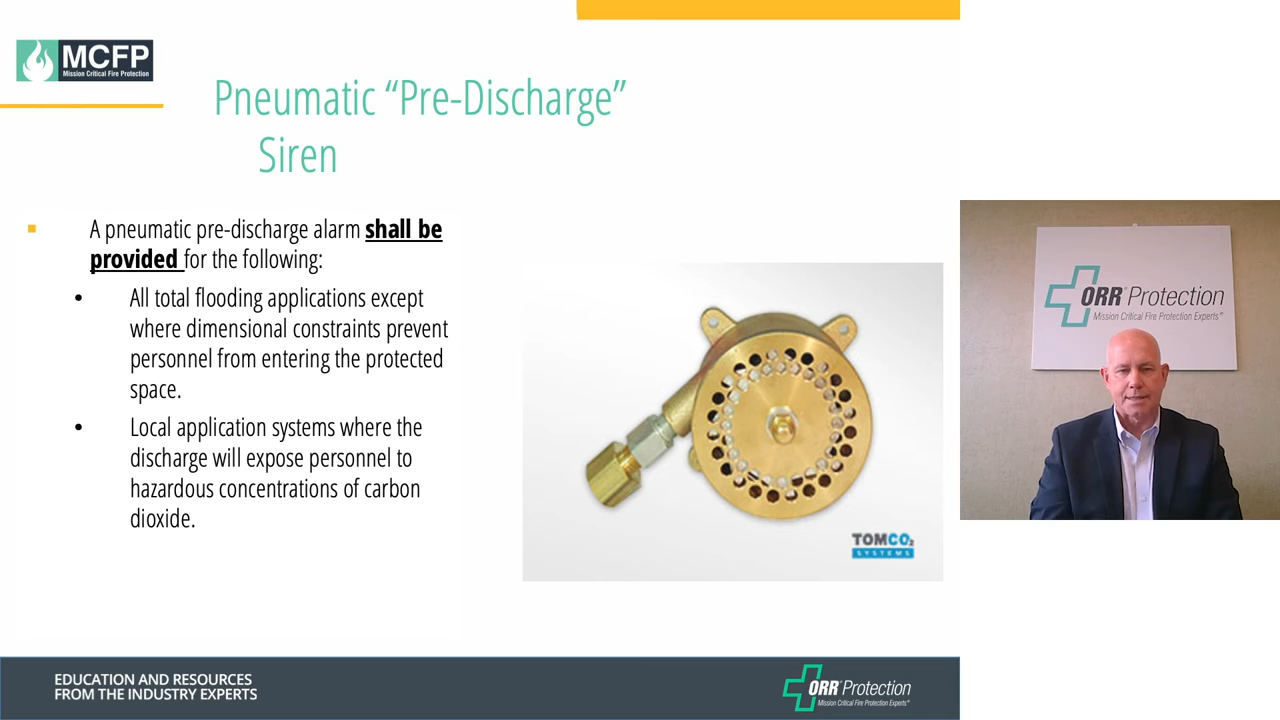 MCFP
Mission Critical Fire Protection
Pneumatic “Pre-Discharge”
Siren
A pneumatic pre-discharge alarm shall be
provided for the following:
• All total flooding applications except
where dimensional constraints prevent
personnel from entering the protected
space.
• Local application systems where the
discharge will expose personnel to
hazardous concentrations of carbon
dioxide.
TOMCO₂
SYSTEMS
ORR Protection
Mission Critical Fire Protection Experts®
EDUCATION AND RESOURCES
FROM THE INDUSTRY EXPERTS
ORR Protection
Mission Critical Fire Protection Experts®